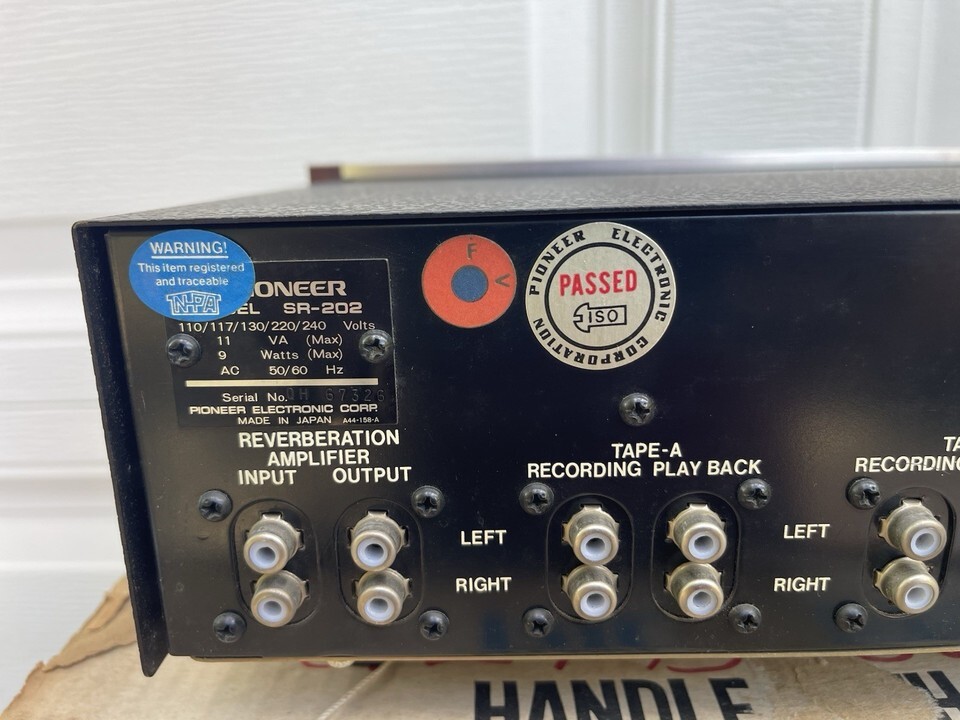 WARNING!
This item registered
and traceable
PIONEER
SR-202
110/117/130/220/240 Volts
11 VA (Max)
9 Watts (Max)
AC 50/60 Hz
Serial No.
PIONEER ELECTRONIC CORP.
MADE IN JAPAN A44-158-A
F
V
PIONEER ELECTRONIC CORPORATION
PASSED
ISO
REVERBERATION
AMPLIFIER
INPUT OUTPUT
TAPE-A
RECORDING PLAY BACK
RECORDING
LEFT
RIGHT
LEFT
RIGHT
HANDLE